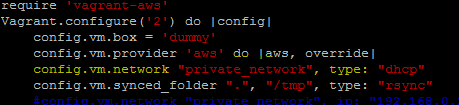 require 'vagrant-aws'
Vagrant.configure('2') do |config|
config.vm.box = 'dummy'
config.vm.provider 'aws' do |aws, override|
config.vm.network "private_network", type: "dhcp"
config.vm.synced_folder ".", "/tmp", type: "rsync"
#config.vm.network "private_network", ip: "192.168.0